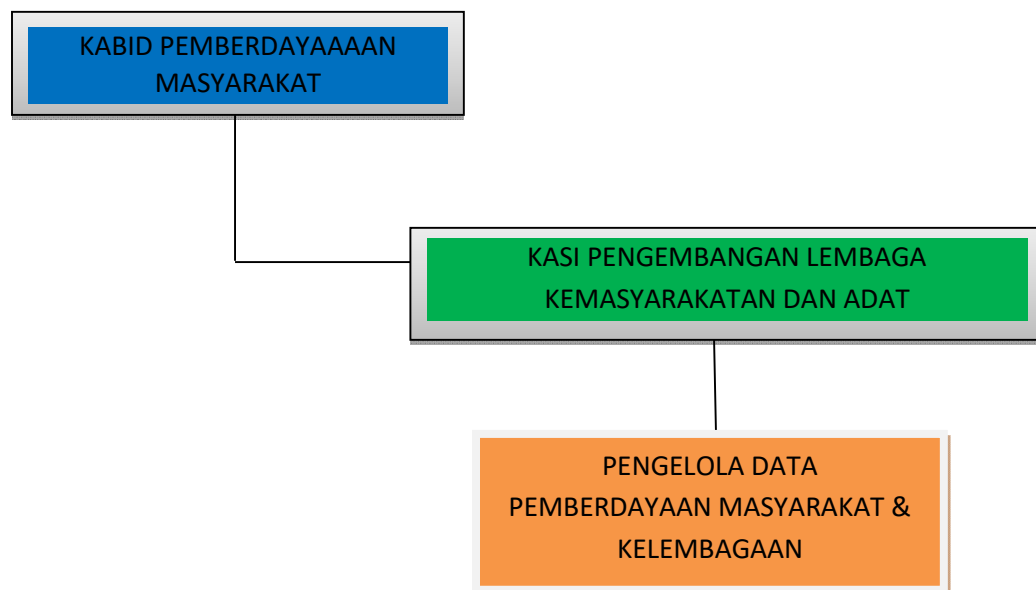 KABID PEMBERDAYAAAAN
MASYARAKAT
KASI PENGEMBANGAN LEMBAGA
KEMASYARAKATAN DAN ADAT
PENGELOLA DATA
PEMBERDAYAAN MASYARAKAT &
KELEMBAGAAN